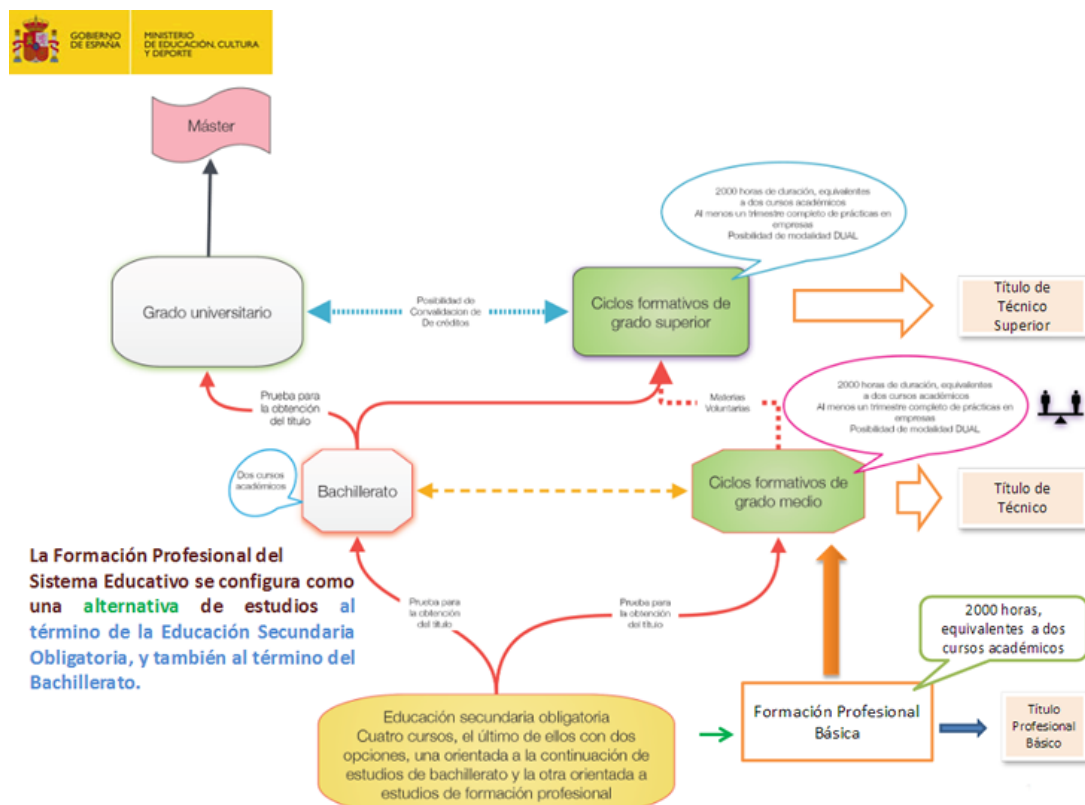 GOBIERNO
DE ESPAÑA
MINISTERIO
DE EDUCACIÓN, CULTURA
Y DEPORTE
Máster
2000 horas de duración, equivalentes
a dos cursos académicos
Al menos un trimestre completo de prácticas en
empresas
Posibilidad de modalidad DUAL
Grado universitario
Posibilidad de
Convalidacion de
De créditos
Ciclos formativos de
grado superior
Título de
Técnico
Superior
Prueba para
la obtención
del título
Materias
Voluntarias
2000 horas de duración, equivalentes
a dos cursos académicos
Al menos un trimestre completo de prácticas en
empresas
Posibilidad de modalidad DUAL
Dos cursos
académicos
Bachillerato
Ciclos formativos de
grado medio
Título de
Técnico
La Formación Profesional del
Sistema Educativo se configura como
una alternativa de estudios al
término de la Educación Secundaria
Obligatoria, y también al término del
Bachillerato.
Prueba para
la obtención
del título
Prueba para
la obtención
del título
2000 horas,
equivalentes a dos
cursos académicos
Educación secundaria obligatoria
Cuatro cursos, el último de ellos con dos
opciones, una orientada a la continuación de
estudios de bachillerato y la otra orientada a
estudios de formación profesional
Formación Profesional
Básica
Título
Profesional
Básico